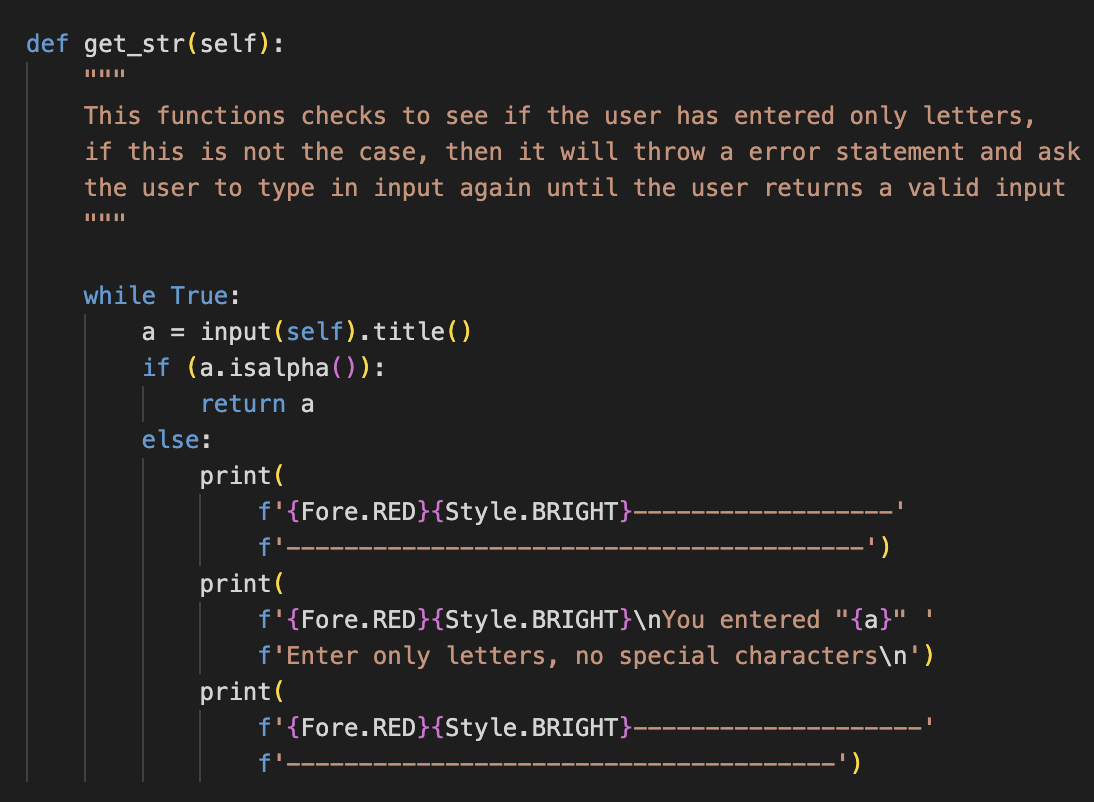 def get_str(self):
    """
    This functions checks to see if the user has entered only letters,
    if this is not the case, then it will throw a error statement and ask
    the user to type in input again until the user returns a valid input
    """

    while True:
        a = input(self).title()
        if (a.isalpha()):
            return a
        else:
            print(
                f'{Fore.RED}{Style.BRIGHT}------------------'
                f'----------------------------------------')
            print(
                f'{Fore.RED}{Style.BRIGHT}\nYou entered "{a}" '
                f'Enter only letters, no special characters\n')
            print(
                f'{Fore.RED}{Style.BRIGHT}--------------------'
                f'--------------------------------------')